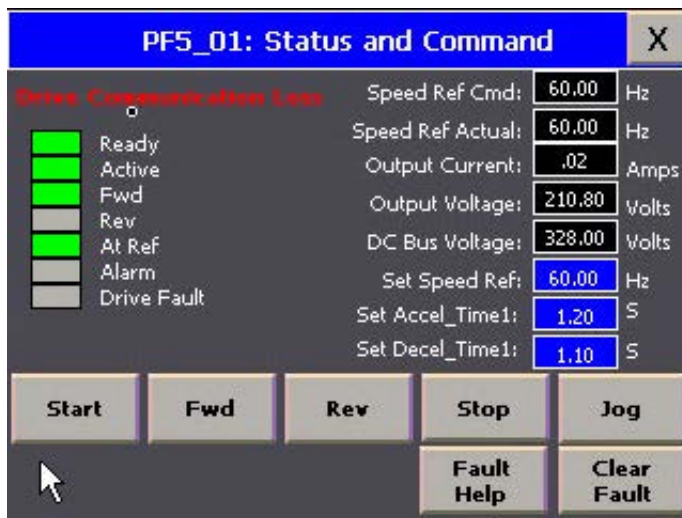 PF5_01: Status and Command
X
Drive Communication Loss
Ready
Active
Fwd
Rev
At Ref
Alarm
Drive Fault
Speed Ref Cmd: 60.00 Hz
Speed Ref Actual: 60.00 Hz
Output Current: .02 Amps
Output Voltage: 210.80 Volts
DC Bus Voltage: 328.00 Volts
Set Speed Ref: 60.00 Hz
Set Accel_Time1: 1.20 S
Set Decel_Time1: 1.10 S
Start Fwd Rev Stop Jog
Fault Help
Clear Fault